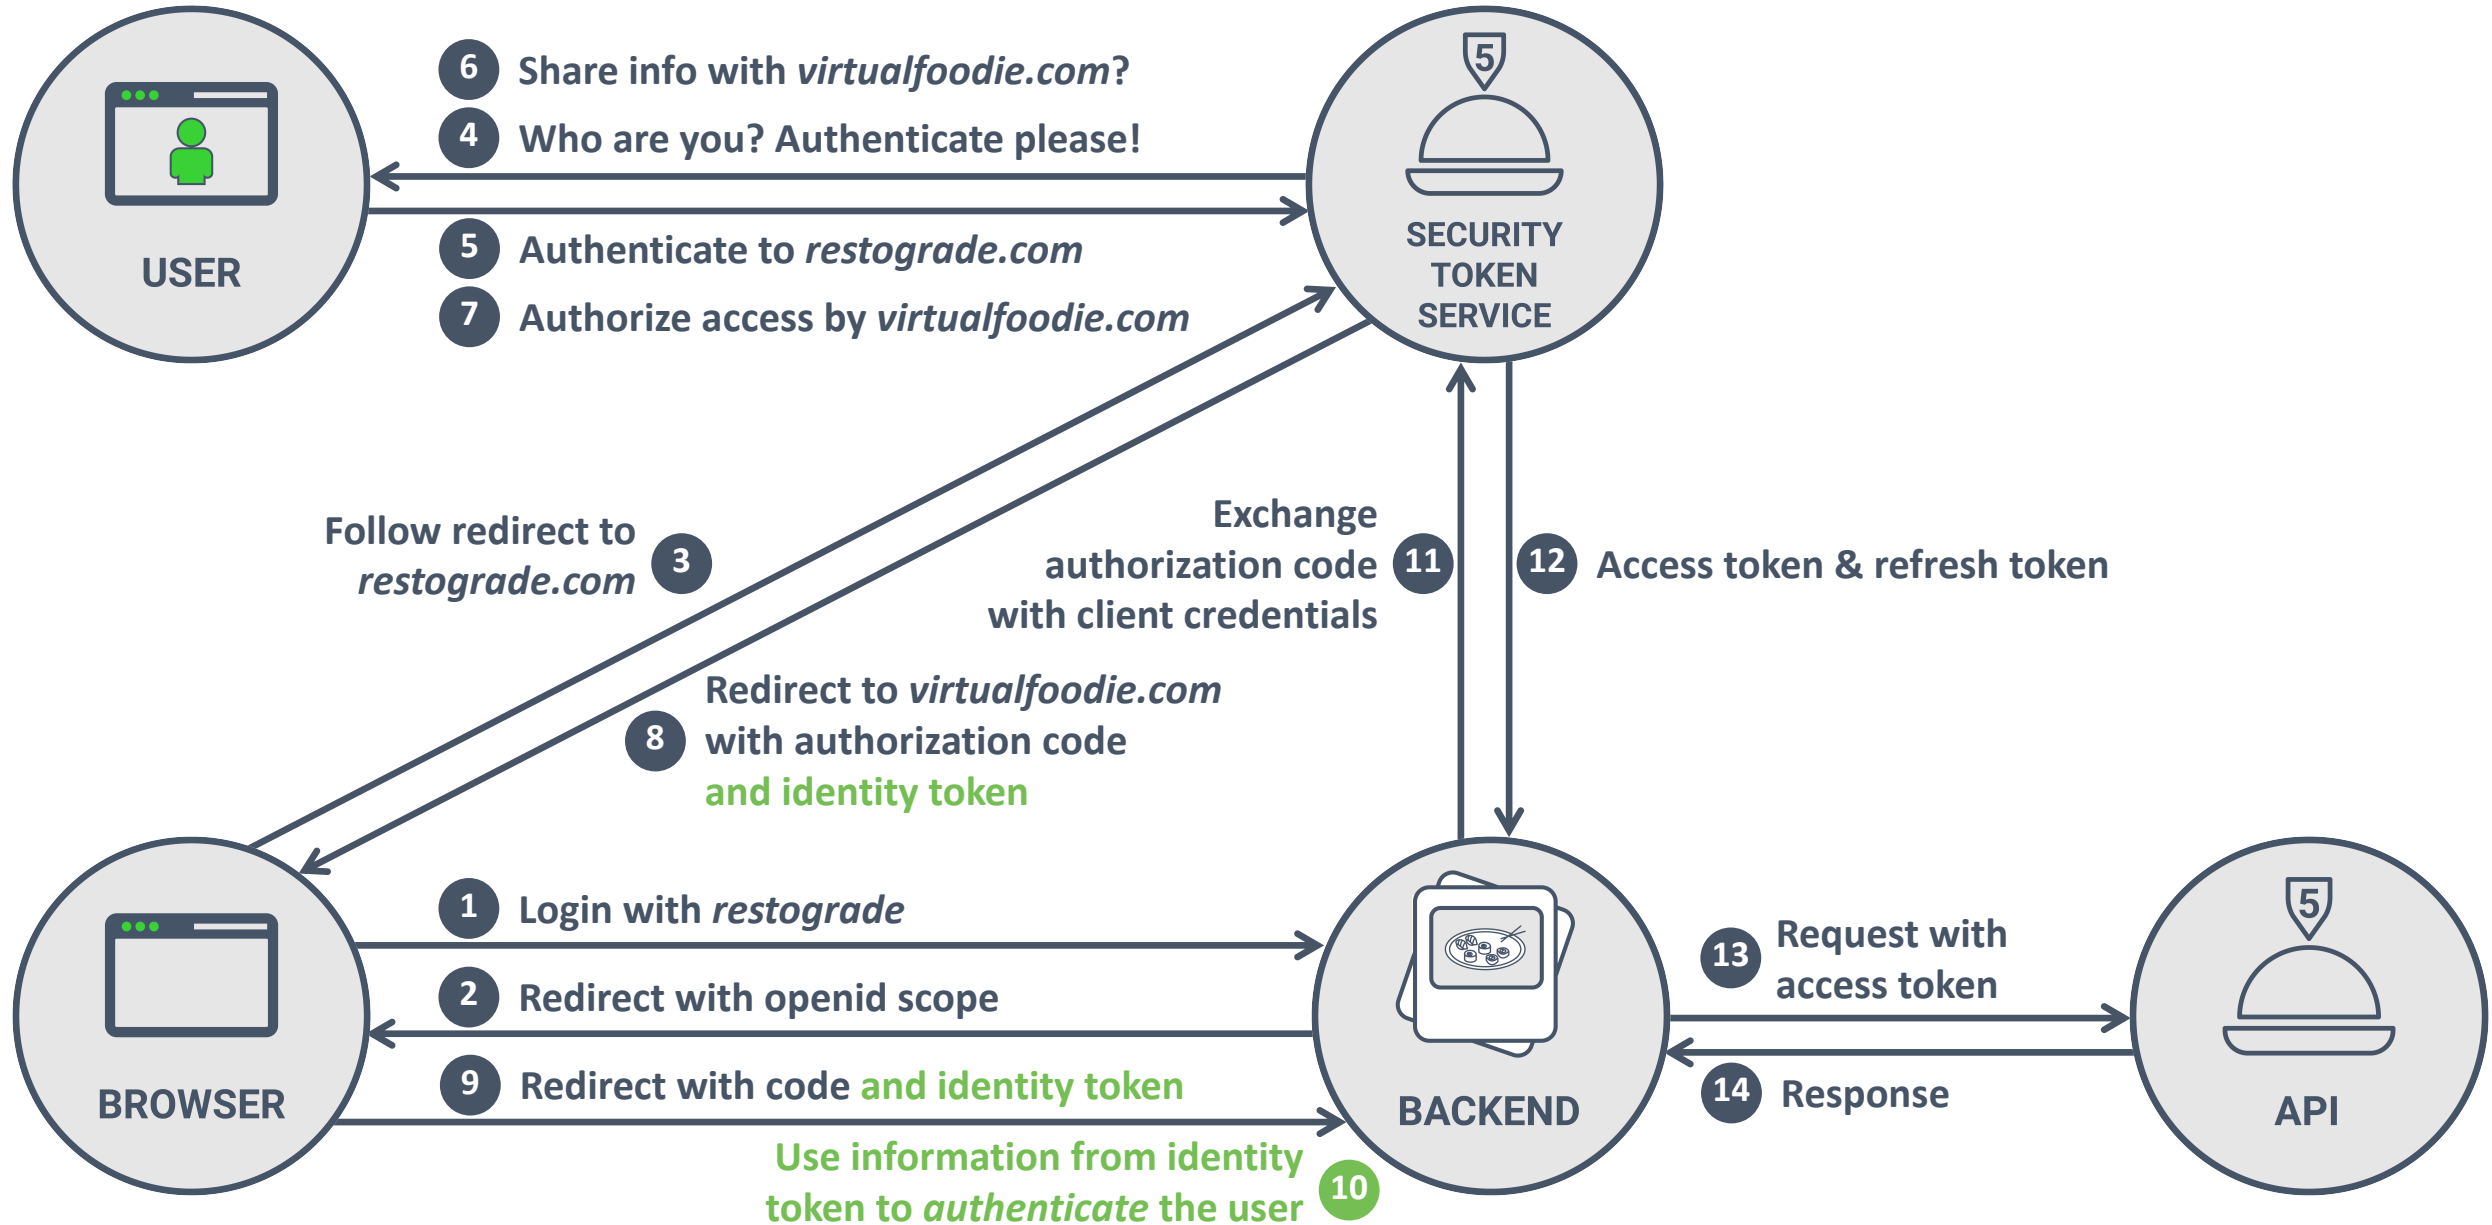 6 Share info with virtualfoodie.com?
4 Who are you? Authenticate please!
5
USER
SECURITY
TOKEN
SERVICE
5 Authenticate to restograde.com
7 Authorize access by virtualfoodie.com
Follow redirect to
restograde.com
3
Exchange
authorization code
with client credentials
11
12 Access token & refresh token
8
Redirect to virtualfoodie.com
with authorization code
and identity token
1 Login with restograde
2 Redirect with openid scope
9 Redirect with code and identity token
BROWSER
BACKEND
Use information from identity
token to authenticate the user
10
13
Request with
access token
14 Response
5
API